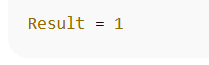 Result = 1